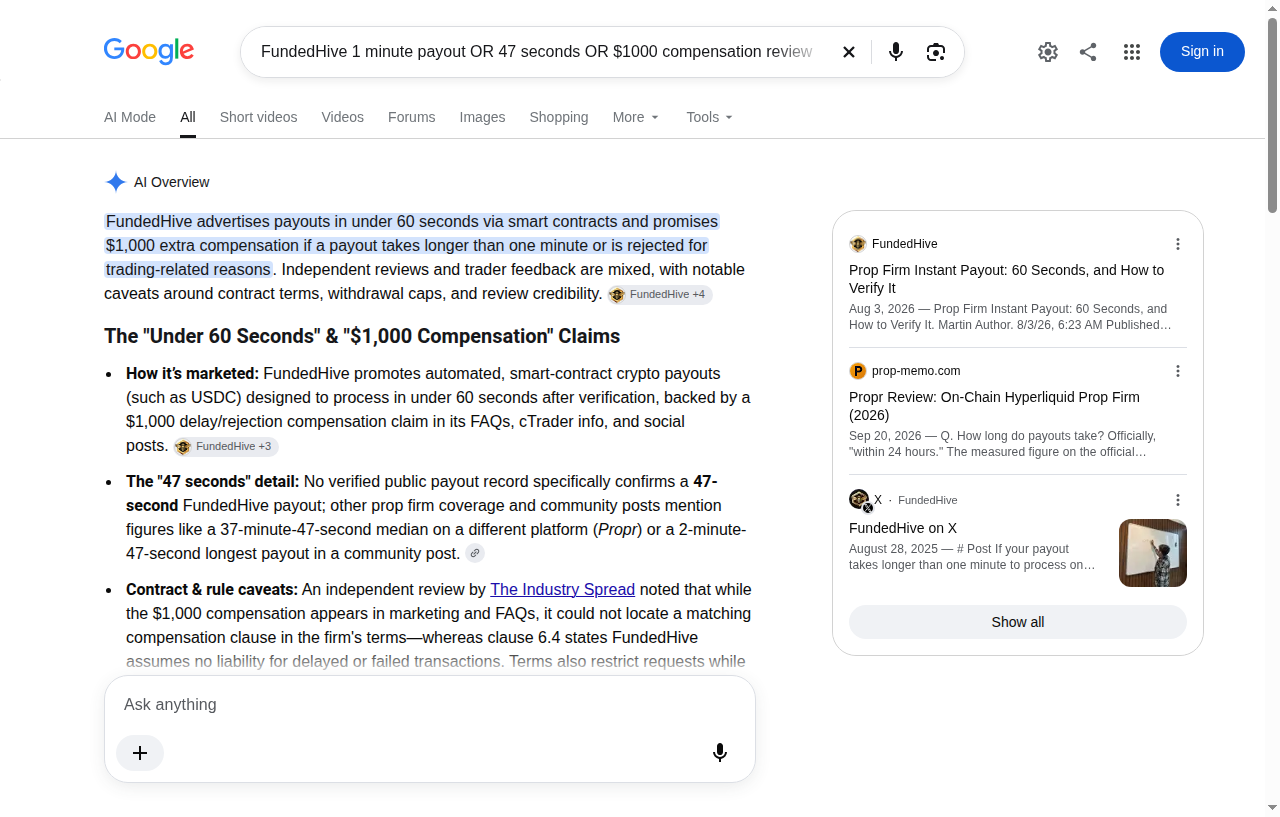 Google
FundedHive 1 minute payout OR 47 seconds OR $1000 compensation review
Sign in
AI Mode
All
Short videos
Videos
Forums
Images
Shopping
More
Tools
AI Overview
FundedHive advertises payouts in under 60 seconds via smart contracts and promises
$1,000 extra compensation if a payout takes longer than one minute or is rejected for
trading-related reasons. Independent reviews and trader feedback are mixed, with notable
caveats around contract terms, withdrawal caps, and review credibility. FundedHive +4
The "Under 60 Seconds" & "$1,000 Compensation" Claims
• How it's marketed: FundedHive promotes automated, smart-contract crypto payouts
(such as USDC) designed to process in under 60 seconds after verification, backed by a
$1,000 delay/rejection compensation claim in its FAQs, cTrader info, and social
posts. FundedHive +3
• The "47 seconds" detail: No verified public payout record specifically confirms a 47-
second FundedHive payout; other prop firm coverage and community posts mention
figures like a 37-minute-47-second median on a different platform (Propr) or a 2-minute-
47-second longest payout in a community post.
• Contract & rule caveats: An independent review by The Industry Spread noted that while
the $1,000 compensation appears in marketing and FAQs, it could not locate a matching
compensation clause in the firm's terms—whereas clause 6.4 states FundedHive
assumes no liability for delayed or failed transactions. Terms also restrict requests while
Ask anything
FundedHive
Prop Firm Instant Payout: 60 Seconds, and How to
Verify It
Aug 3, 2026 — Prop Firm Instant Payout: 60 Seconds, and
How to Verify It. Martin Author. 8/3/26, 6:23 AM Published…
P prop-memo.com
Propr Review: On-Chain Hyperliquid Prop Firm
(2026)
Sep 20, 2026 — Q. How long do payouts take? Officially,
"within 24 hours." The measured figure on the official…
X · FundedHive
FundedHive on X
August 28, 2025 — # Post If your payout
takes longer than one minute to process on…
Show all